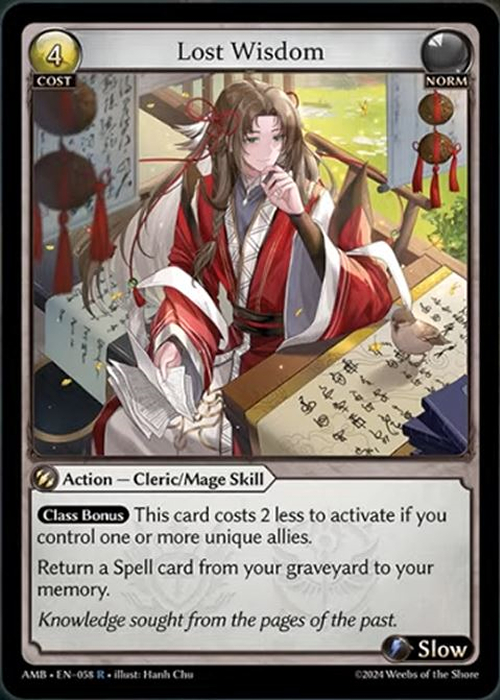 4
COST
Lost Wisdom
NORM
Action — Cleric/Mage Skill
Class Bonus This card costs 2 less to activate if you
control one or more unique allies.
Return a Spell card from your graveyard to your
memory.
Knowledge sought from the pages of the past.
Slow
AMB • EN-058 R • illust: Hanh Chu
©2024 Weebs of the Shore